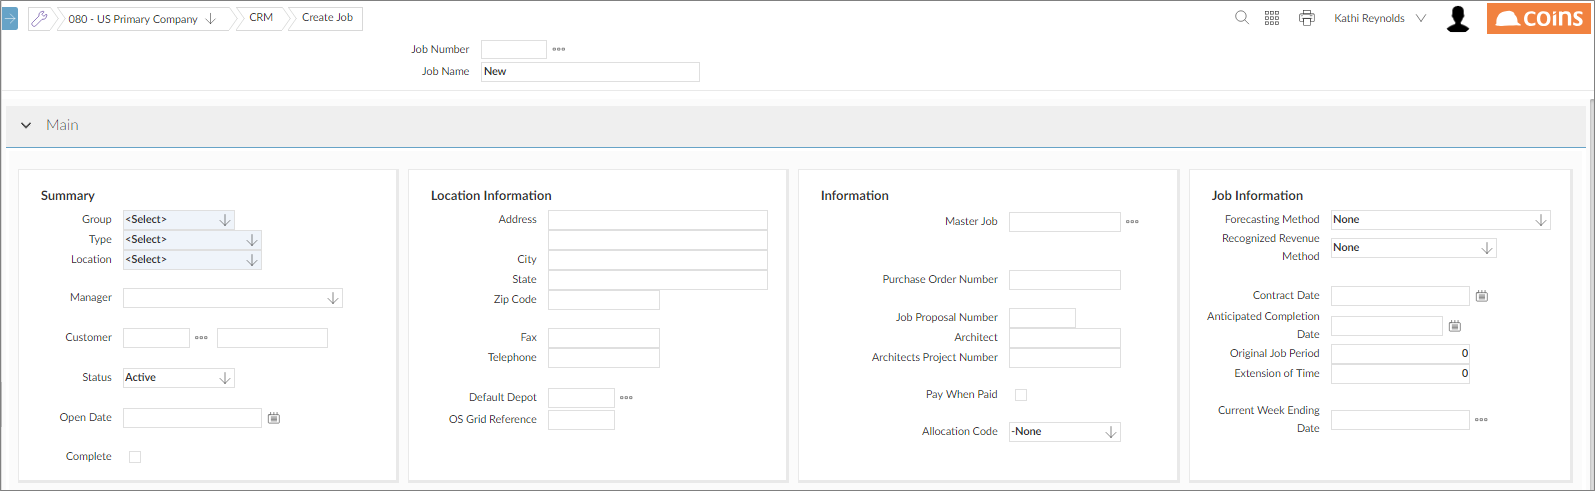 080 - US Primary Company
CRM
Create Job
Kathi Reynolds
coins
Job Number
Job Name New
Main
Summary
Group <Select>
Type <Select>
Location <Select>
Manager
Customer
Status Active
Open Date
Complete
Location Information
Address
City
State
Zip Code
Fax
Telephone
Default Depot
OS Grid Reference
Information
Master Job
Purchase Order Number
Job Proposal Number
Architect
Architects Project Number
Pay When Paid
Allocation Code -None
Job Information
Forecasting Method None
Recognized Revenue
Method None
Contract Date
Anticipated Completion
Date
Original Job Period 0
Extension of Time 0
Current Week Ending
Date